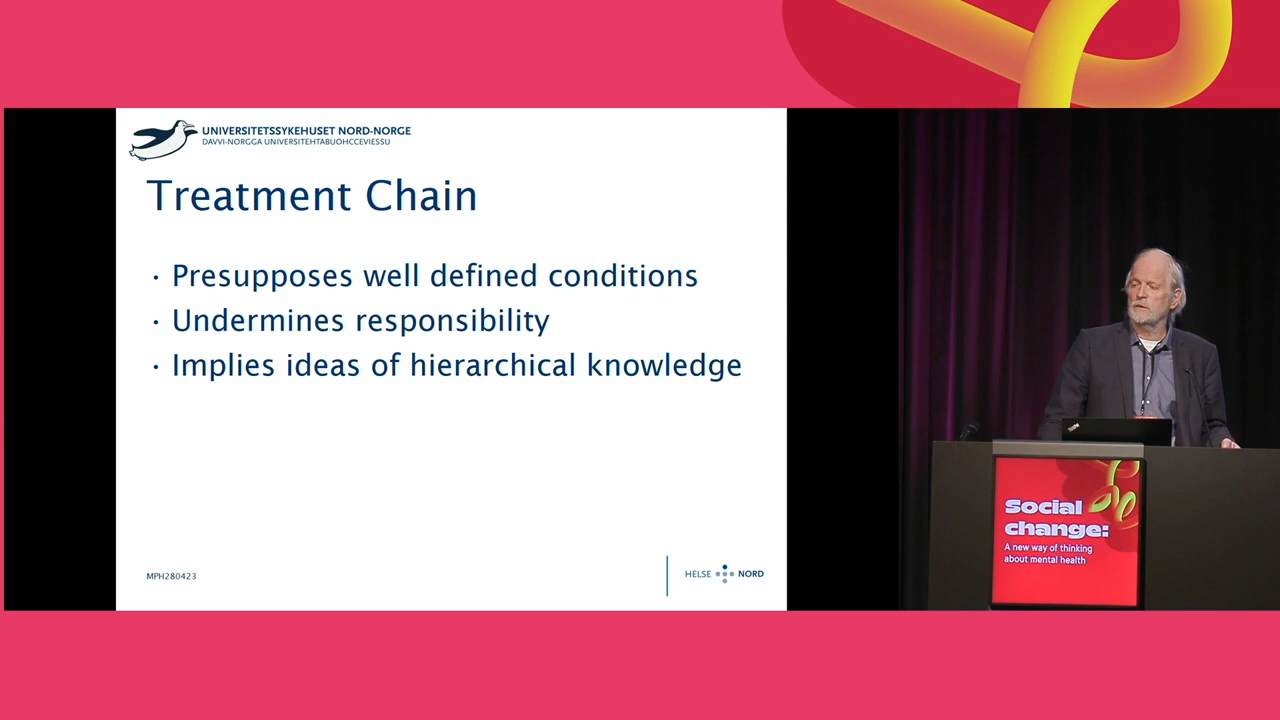 UNIVERSITETSSYKEHUSET NORD-NORGE
DAVVI-NORGGA UNIVERSITEHTABUOHCCEVIESSU
Treatment Chain
· Presupposes well defined conditions
· Undermines responsibility
· Implies ideas of hierarchical knowledge
MPH280423
HELSE NORD
Social
change:
A new way of thinking
about mental health